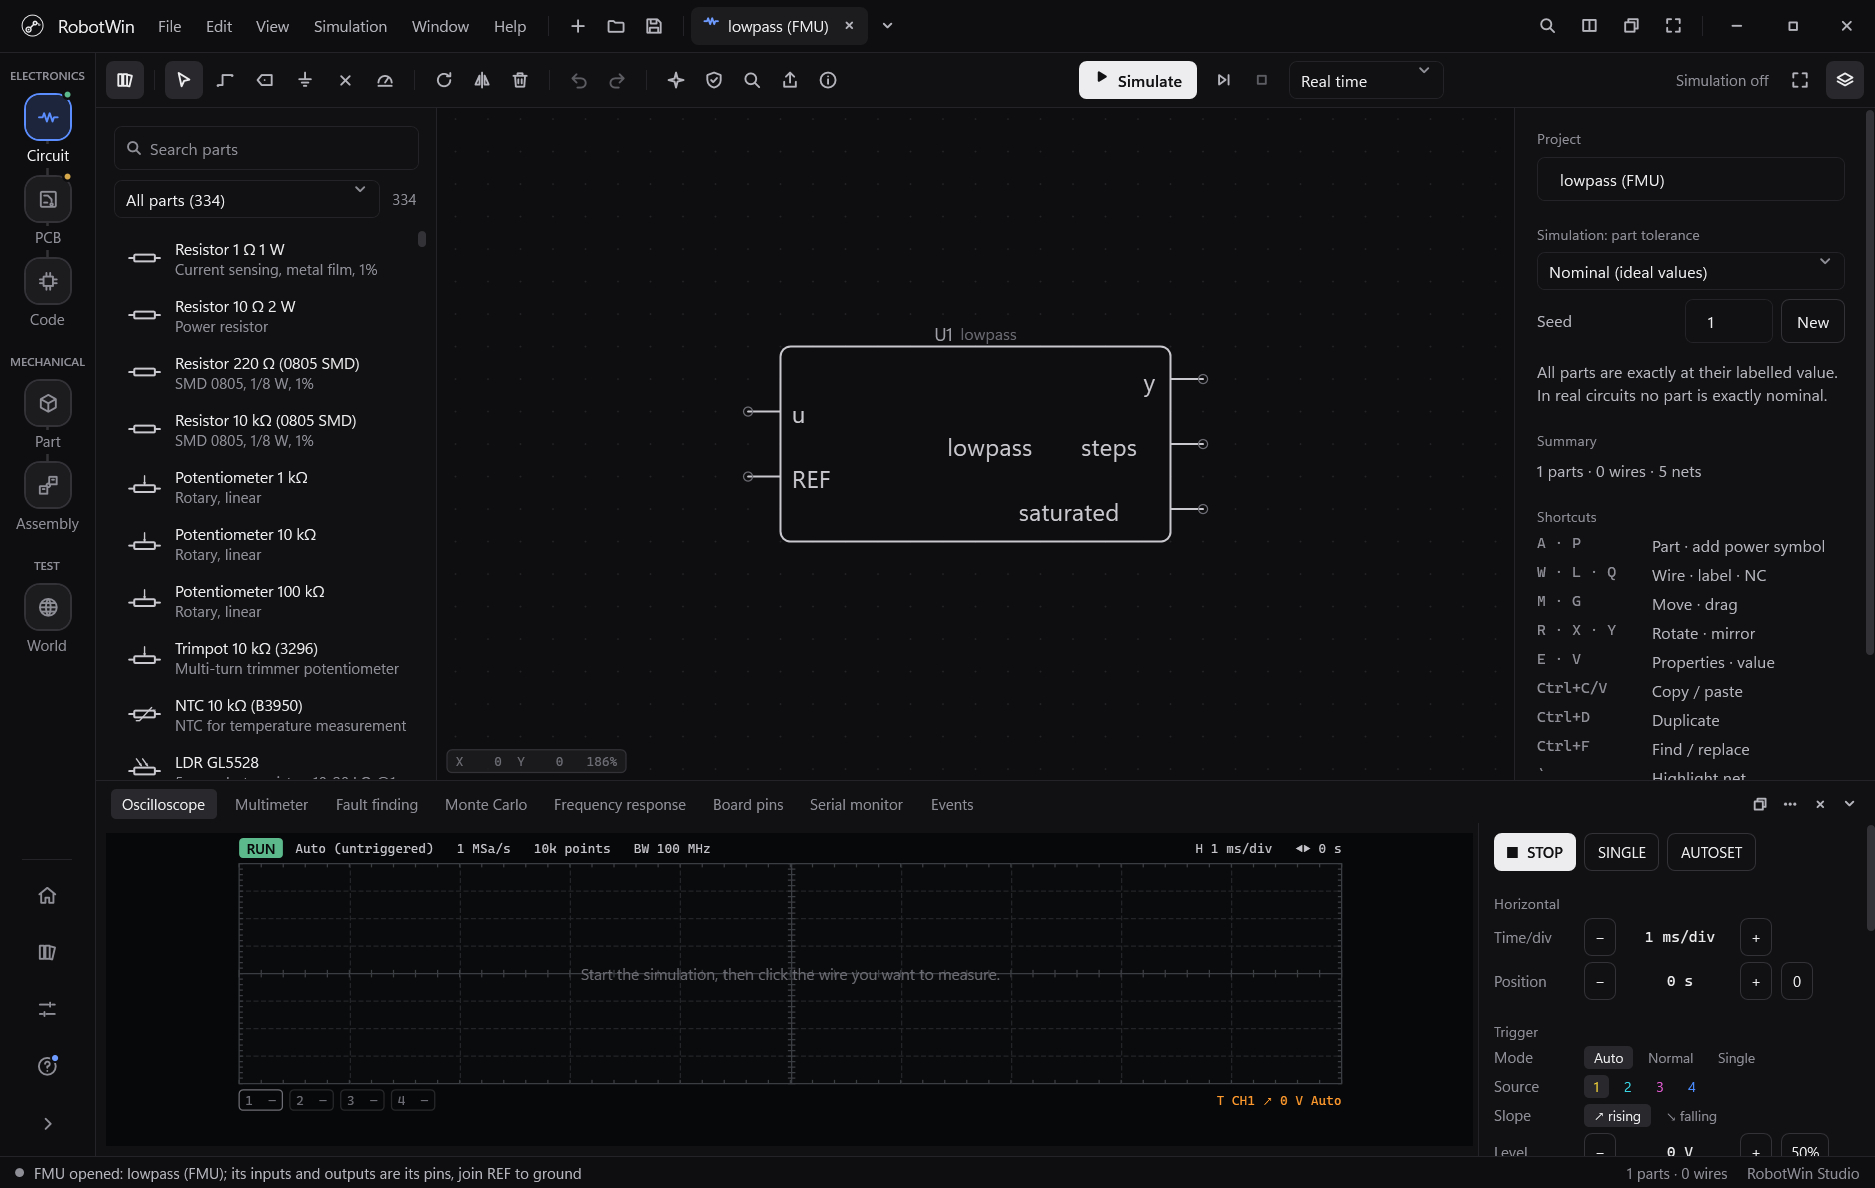 RobotWin File Edit View Simulation Window Help lowpass (FMU)
ELECTRONICS
Circuit
PCB
Code
MECHANICAL
Part
Assembly
TEST
World
Simulate Real time Simulation off
Search parts
All parts (334) 334
Resistor 1 Ω 1 W
Current sensing, metal film, 1%
Resistor 10 Ω 2 W
Power resistor
Resistor 220 Ω (0805 SMD)
SMD 0805, 1/8 W, 1%
Resistor 10 kΩ (0805 SMD)
SMD 0805, 1/8 W, 1%
Potentiometer 1 kΩ
Rotary, linear
Potentiometer 10 kΩ
Rotary, linear
Potentiometer 100 kΩ
Rotary, linear
Trimpot 10 kΩ (3296)
Multi-turn trimmer potentiometer
NTC 10 kΩ (B3950)
NTC for temperature measurement
LDR GL5528
U1 lowpass
y
u
lowpass steps
REF
saturated
X 0 Y 0 186%
Project
lowpass (FMU)
Simulation: part tolerance
Nominal (ideal values)
Seed 1 New
All parts are exactly at their labelled value.
In real circuits no part is exactly nominal.
Summary
1 parts · 0 wires · 5 nets
Shortcuts
A · P Part · add power symbol
W · L · Q Wire · label · NC
M · G Move · drag
R · X · Y Rotate · mirror
E · V Properties · value
Ctrl+C/V Copy / paste
Ctrl+D Duplicate
Ctrl+F Find / replace
` Highlight net
Oscilloscope Multimeter Fault finding Monte Carlo Frequency response Board pins Serial monitor Events
RUN Auto (untriggered) 1 MSa/s 10k points BW 100 MHz H 1 ms/div ◄► 0 s
Start the simulation, then click the wire you want to measure.
1 − 2 − 3 − 4 − T CH1 ↗ 0 V Auto
STOP SINGLE AUTOSET
Horizontal
Time/div − 1 ms/div +
Position − 0 s + 0
Trigger
Mode Auto Normal Single
Source 1 2 3 4
Slope ↗ rising ↘ falling
Level − 0 V + 50%
FMU opened: lowpass (FMU); its inputs and outputs are its pins, join REF to ground 1 parts · 0 wires RobotWin Studio